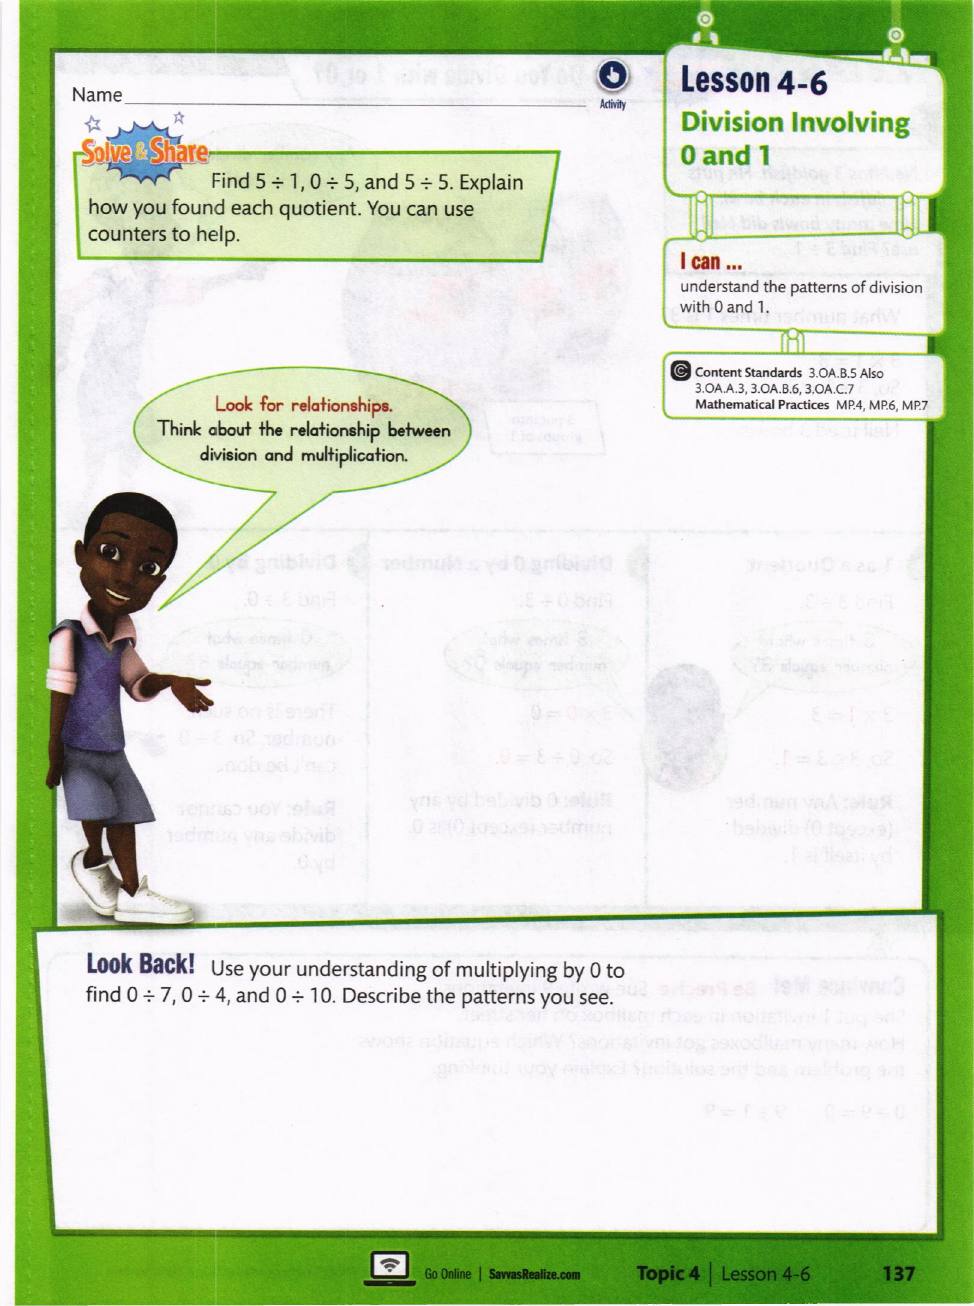 Name
Activity
Lesson 4-6
Division Involving
0 and 1
Solve & Share
Find 5 ÷ 1, 0 ÷ 5, and 5 ÷ 5. Explain
how you found each quotient. You can use
counters to help.
I can ...
understand the patterns of division
with 0 and 1.
Content Standards 3.OA.B.5 Also
3.OA.A.3, 3.OA.B.6, 3.OA.C.7
Mathematical Practices MP.4, MP.6, MP.7
Look for relationships.
Think about the relationship between
division and multiplication.
Look Back! Use your understanding of multiplying by 0 to
find 0 ÷ 7, 0 ÷ 4, and 0 ÷ 10. Describe the patterns you see.
Go Online | SavvasRealize.com
Topic 4 | Lesson 4-6
137